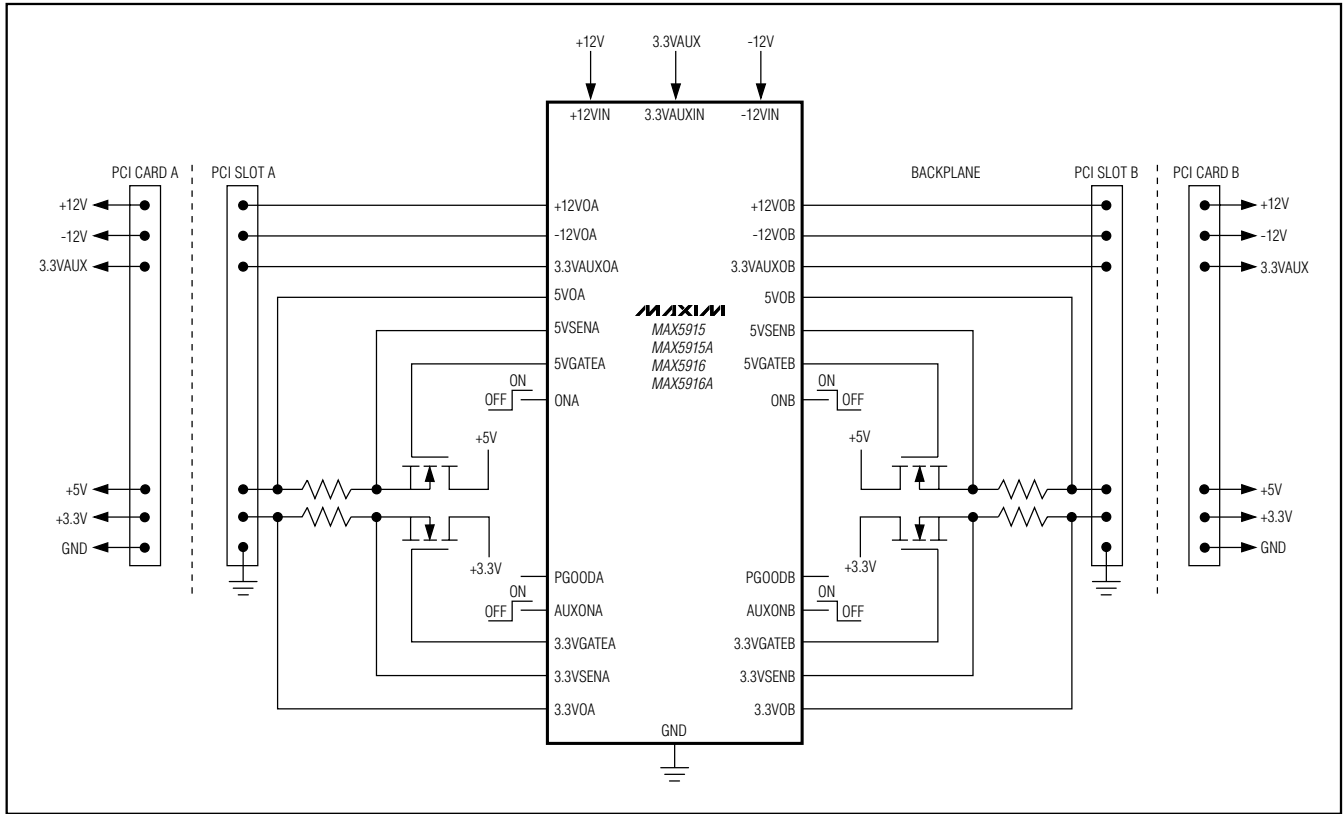 +12V
3.3VAUX
-12V
+12VIN
3.3VAUXIN
-12VIN
PCI CARD A
PCI SLOT A
BACKPLANE
PCI SLOT B
PCI CARD B
+12V
-12V
3.3VAUX
+12VOA
-12VOA
3.3VAUXOA
5VOA
5VSENA
5VGATEA
ON
OFF
ONA
+5V
MAXIM
MAX5915
MAX5915A
MAX5916
MAX5916A
+12VOB
-12VOB
3.3VAUXOB
5VOB
5VSENB
5VGATEB
ON
ONB
OFF
+5V
+12V
-12V
3.3VAUX
+5V
+3.3V
GND
+3.3V
PGOODA
ON
OFF
AUXONA
3.3VGATEA
3.3VSENA
3.3VOA
PGOODB
+3.3V
ON
AUXONB
OFF
3.3VGATEB
3.3VSENB
3.3VOB
+5V
+3.3V
GND
GND